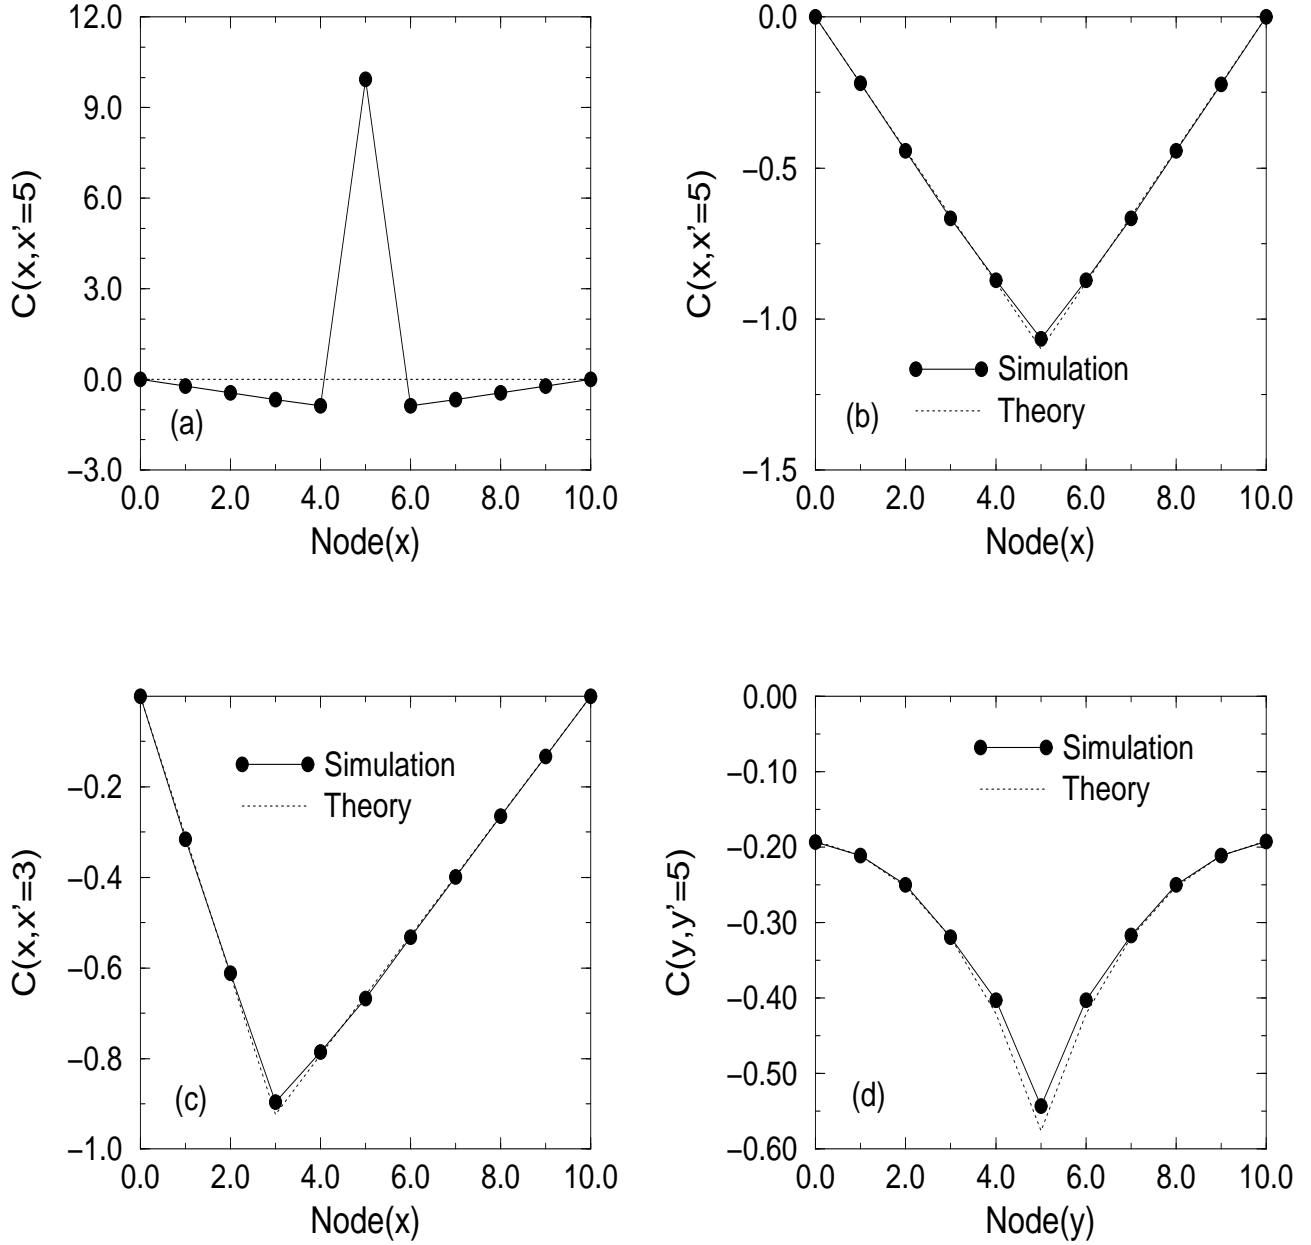 12.0
9.0
6.0
3.0
0.0
−3.0
C(x,x'=5)
(a)
0.0 2.0 4.0 6.0 8.0 10.0
Node(x)
0.0
−0.5
−1.0
−1.5
C(x,x'=5)
Simulation
Theory
(b)
0.0 2.0 4.0 6.0 8.0 10.0
Node(x)
−0.2
−0.4
−0.6
−0.8
−1.0
C(x,x'=3)
Simulation
Theory
(c)
0.0 2.0 4.0 6.0 8.0 10.0
Node(x)
0.00
−0.10
−0.20
−0.30
−0.40
−0.50
−0.60
C(y,y'=5)
Simulation
Theory
(d)
0.0 2.0 4.0 6.0 8.0 10.0
Node(y)